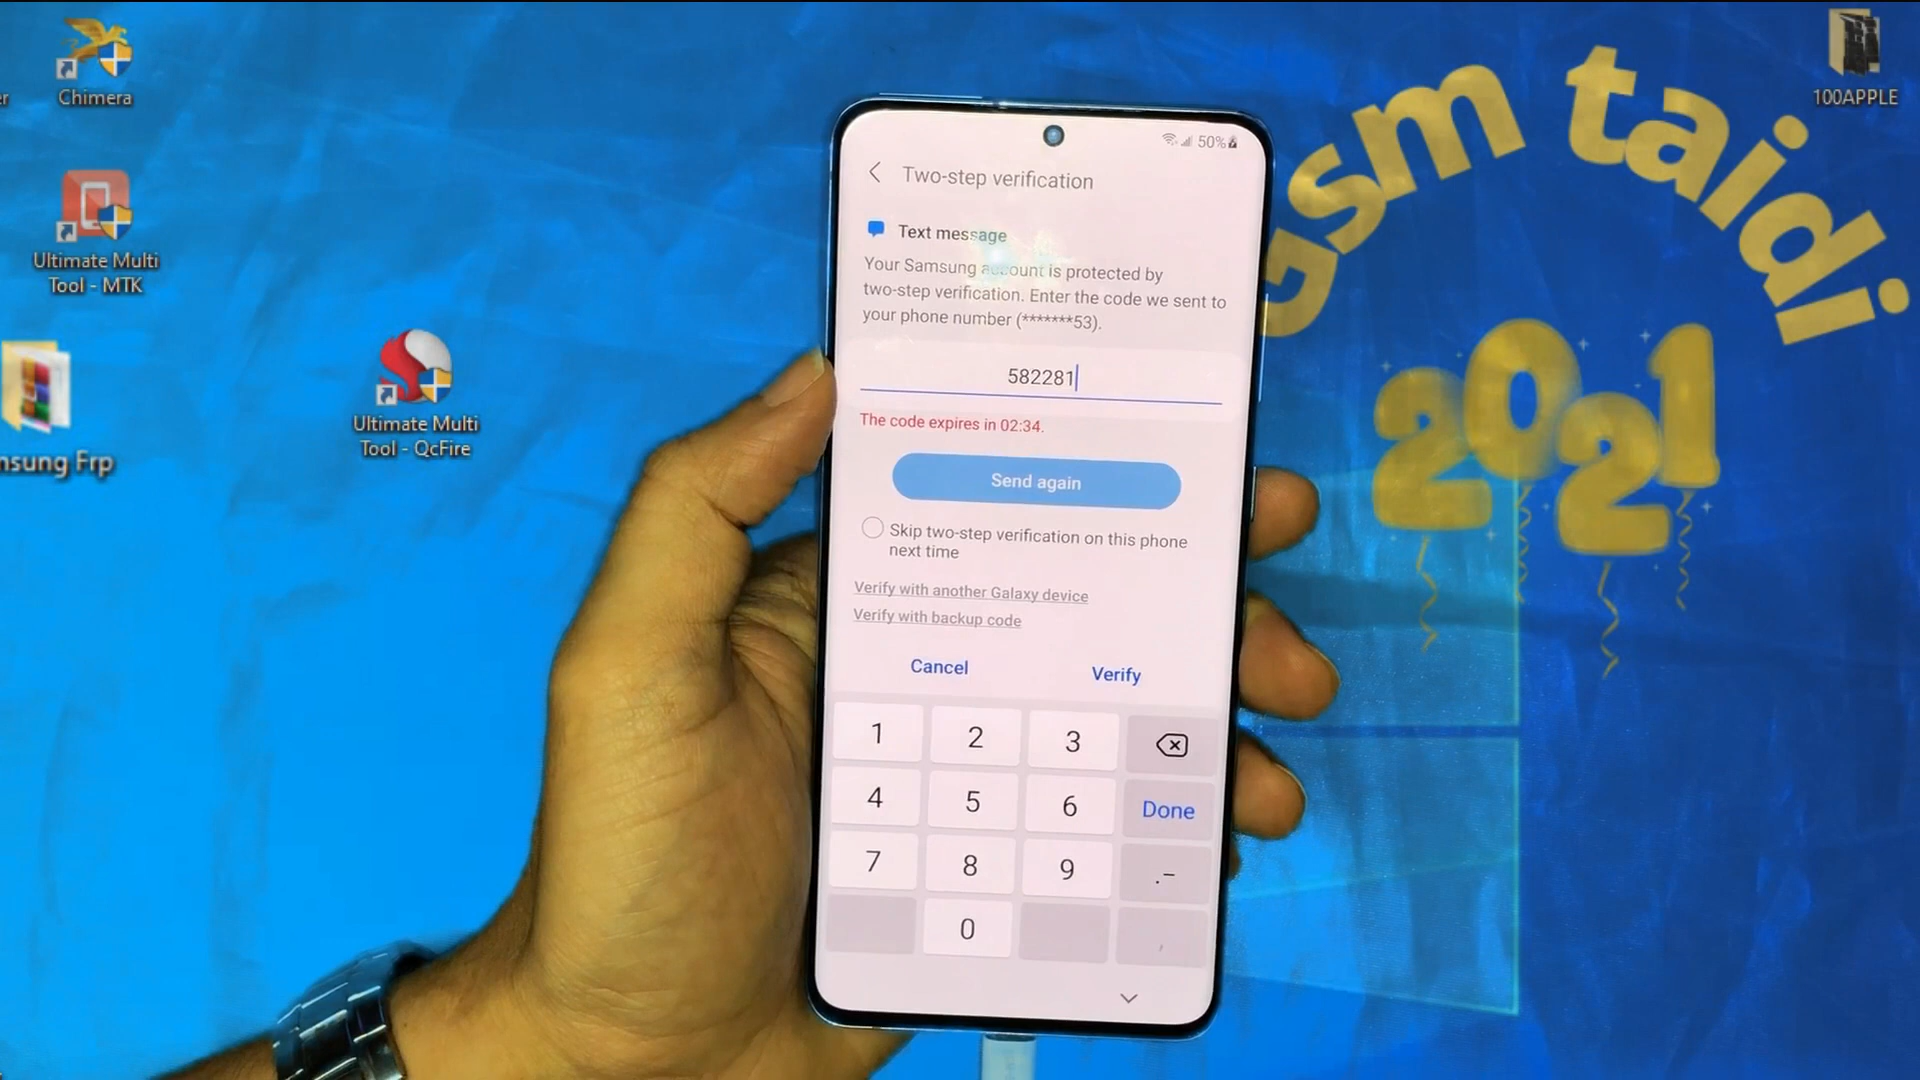 Chimera
100APPLE
Ultimate Multi
Tool - MTK
Ultimate Multi
Tool - QcFire
nsung Frp
Gsm taidi
2021
50%
Two-step verification
Text message
Your Samsung account is protected by
two-step verification. Enter the code we sent to
your phone number (*******53).
582281
The code expires in 02:34.
Send again
Skip two-step verification on this phone
next time
Verify with another Galaxy device
Verify with backup code
Cancel Verify
1 2 3
4 5 6 Done
7 8 9 .-
0 ,